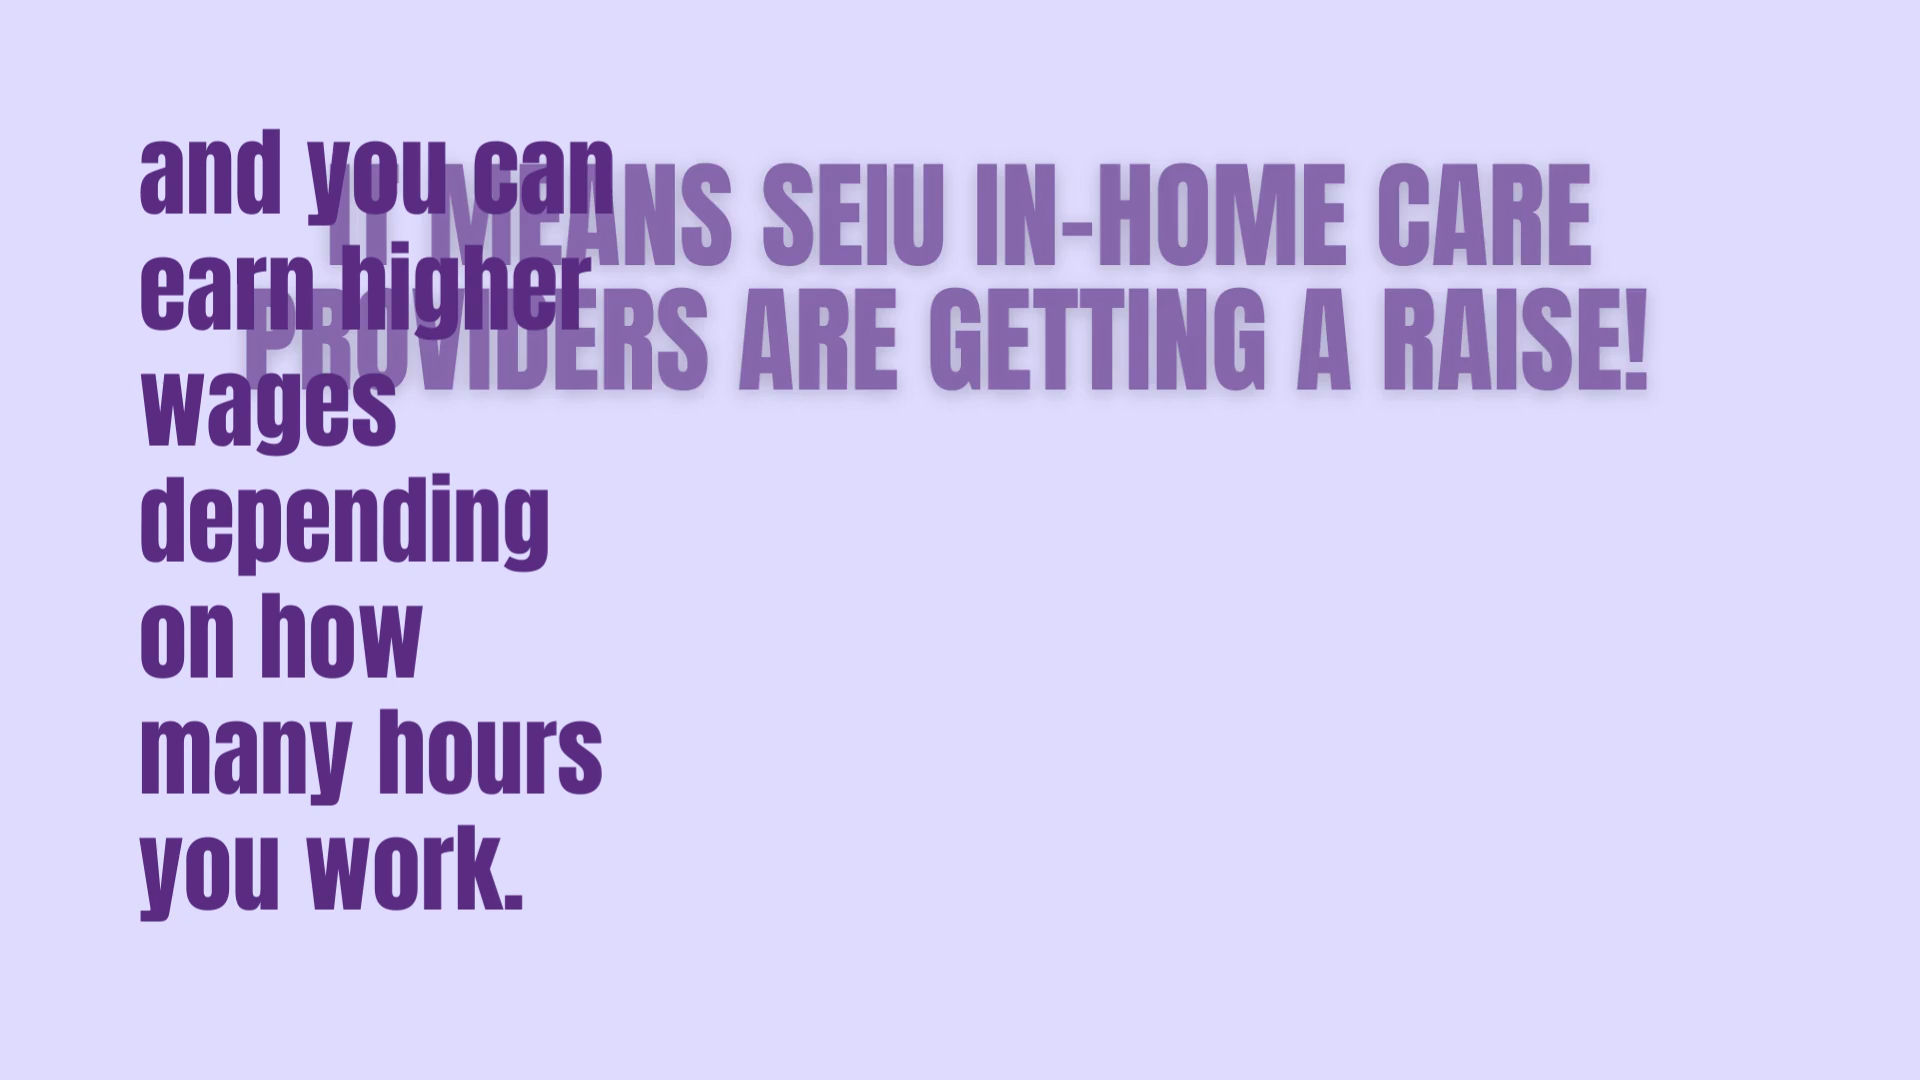 and you can
earn higher
wages
depending
on how
many hours
you work.
IT MEANS SEIU IN-HOME CARE
PROVIDERS ARE GETTING A RAISE!